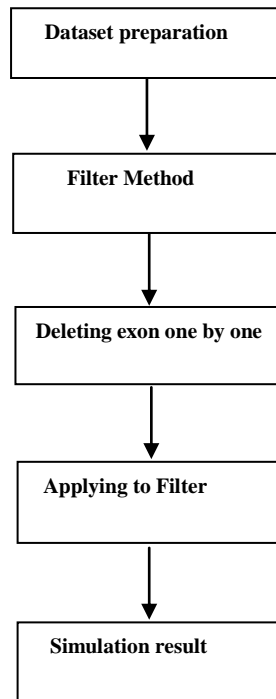 Dataset preparation
Filter Method
Deleting exon one by one
Applying to Filter
Simulation result